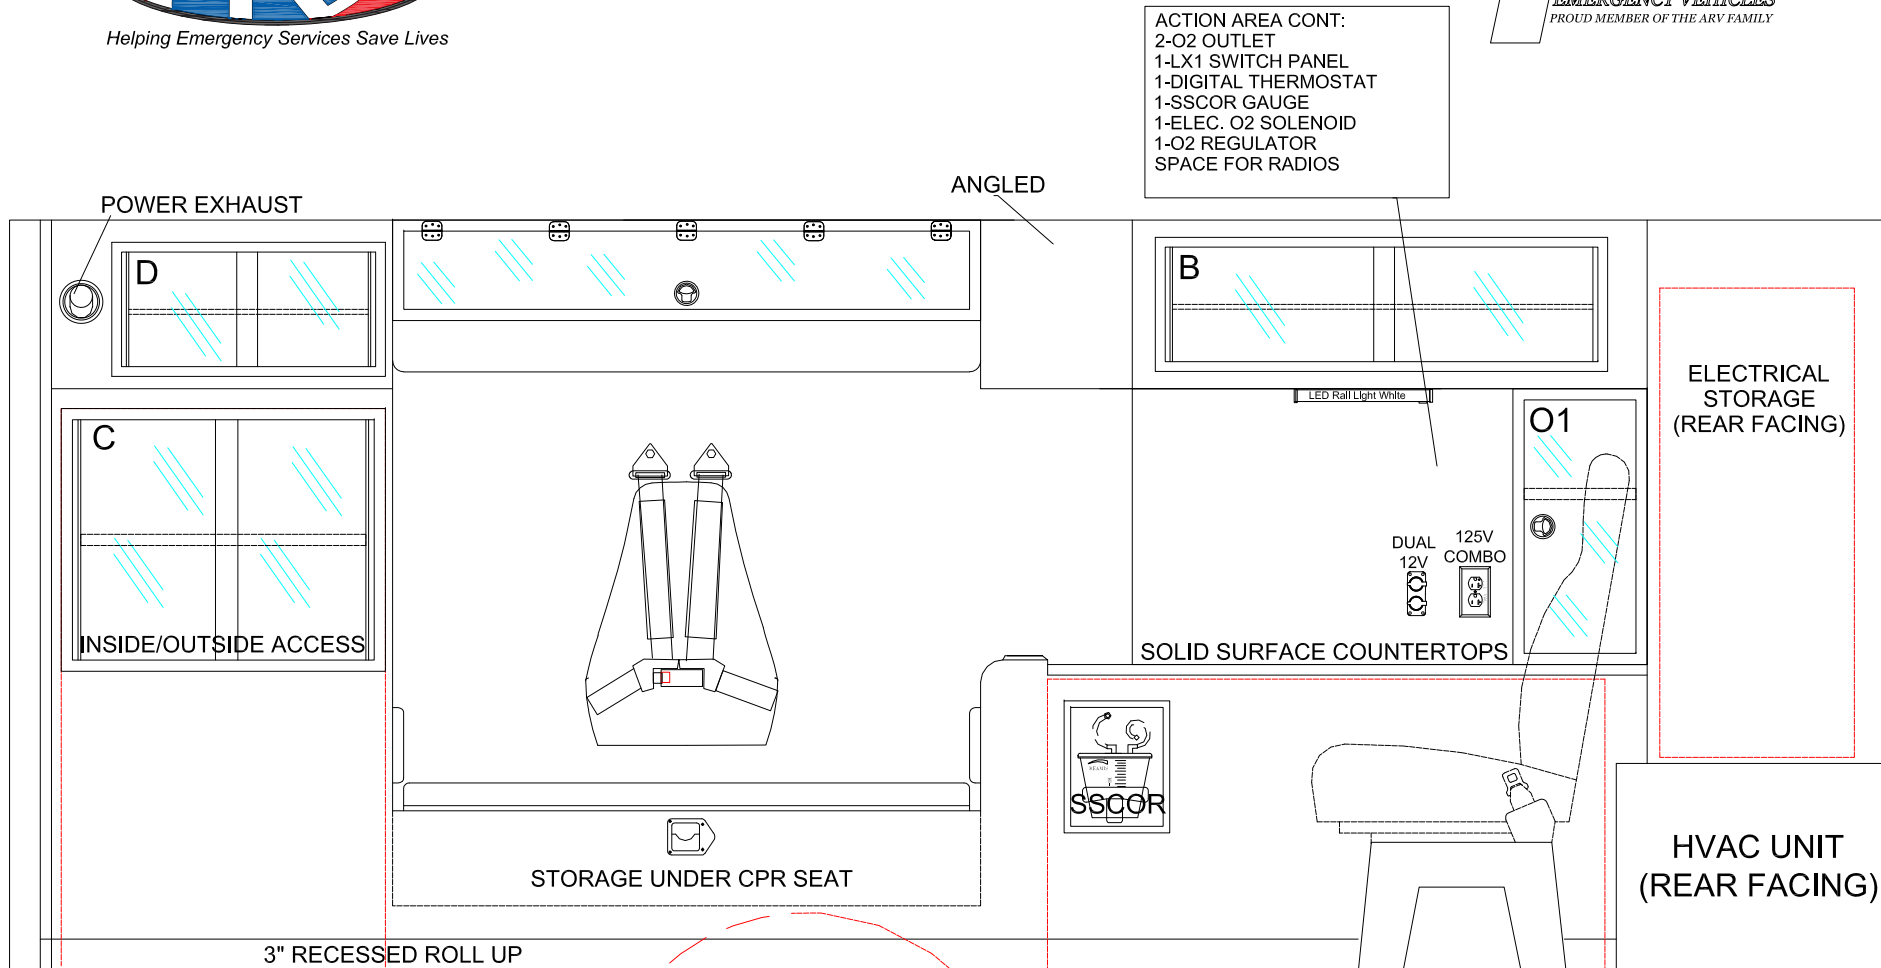 Helping Emergency Services Save Lives
EMERGENCY VEHICLES
PROUD MEMBER OF THE ARV FAMILY
ACTION AREA CONT:
2-O2 OUTLET
1-LX1 SWITCH PANEL
1-DIGITAL THERMOSTAT
1-SSCOR GAUGE
1-ELEC. O2 SOLENOID
1-O2 REGULATOR
SPACE FOR RADIOS
POWER EXHAUST
ANGLED
D
B
ELECTRICAL
STORAGE
(REAR FACING)
LED Rail Light White
C
O1
DUAL
12V
125V
COMBO
INSIDE/OUTSIDE ACCESS
SOLID SURFACE COUNTERTOPS
SSCOR
HVAC UNIT
(REAR FACING)
STORAGE UNDER CPR SEAT
3" RECESSED ROLL UP